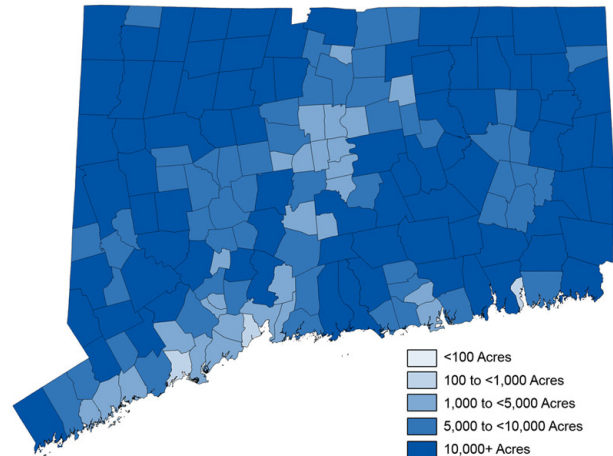 <100 Acres
100 to <1,000 Acres
1,000 to <5,000 Acres
5,000 to <10,000 Acres
10,000+ Acres